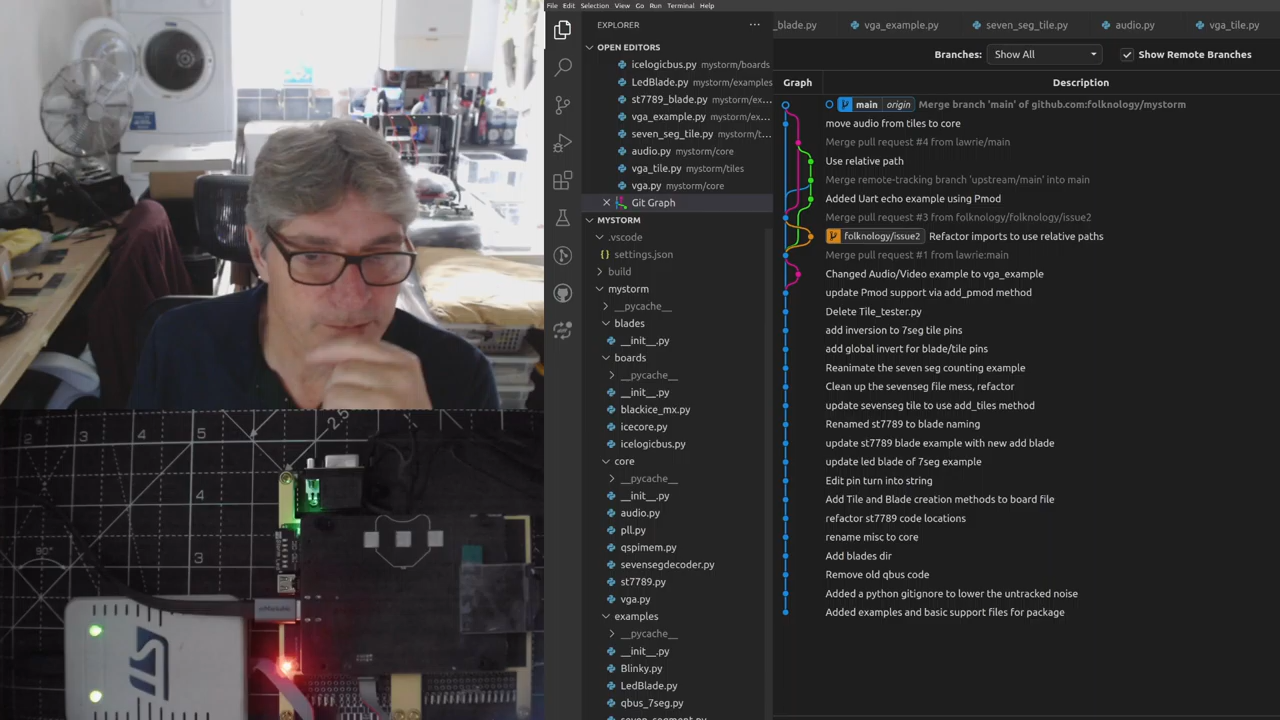 File Edit Selection View Go Run Terminal Help
EXPLORER
OPEN EDITORS
icelogicbus.py mystorm/boards
LedBlade.py mystorm/examples
st7789_blade.py mystorm/ex...
vga_example.py mystorm/ex...
seven_seg_tile.py mystorm/t...
audio.py mystorm/core
vga_tile.py mystorm/tiles
vga.py mystorm/core
Git Graph
MYSTORM
.vscode
settings.json
build
mystorm
__pycache__
blades
__init__.py
boards
__pycache__
__init__.py
blackice_mx.py
icecore.py
icelogicbus.py
core
__pycache__
__init__.py
audio.py
pll.py
qspimem.py
sevensegdecoder.py
st7789.py
vga.py
examples
__pycache__
__init__.py
Blinky.py
LedBlade.py
qbus_7seg.py
seven_segment.py
_blade.py
vga_example.py
seven_seg_tile.py
audio.py
vga_tile.py
Branches: Show All
Show Remote Branches
Graph
Description
main origin Merge branch 'main' of github.com:folknology/mystorm
move audio from tiles to core
Merge pull request #4 from lawrie/main
Use relative path
Merge remote-tracking branch 'upstream/main' into main
Added Uart echo example using Pmod
Merge pull request #3 from folknology/folknology/issue2
folknology/issue2 Refactor imports to use relative paths
Merge pull request #1 from lawrie:main
Changed Audio/Video example to vga_example
update Pmod support via add_pmod method
Delete Tile_tester.py
add inversion to 7seg tile pins
add global invert for blade/tile pins
Reanimate the seven seg counting example
Clean up the sevenseg file mess, refactor
update sevenseg tile to use add_tiles method
Renamed st7789 to blade naming
update st7789 blade example with new add blade
update led blade of 7seg example
Edit pin turn into string
Add Tile and Blade creation methods to board file
refactor st7789 code locations
rename misc to core
Add blades dir
Remove old qbus code
Added a python gitignore to lower the untracked noise
Added examples and basic support files for package
2
3
4
5
2.5
4
90°
3